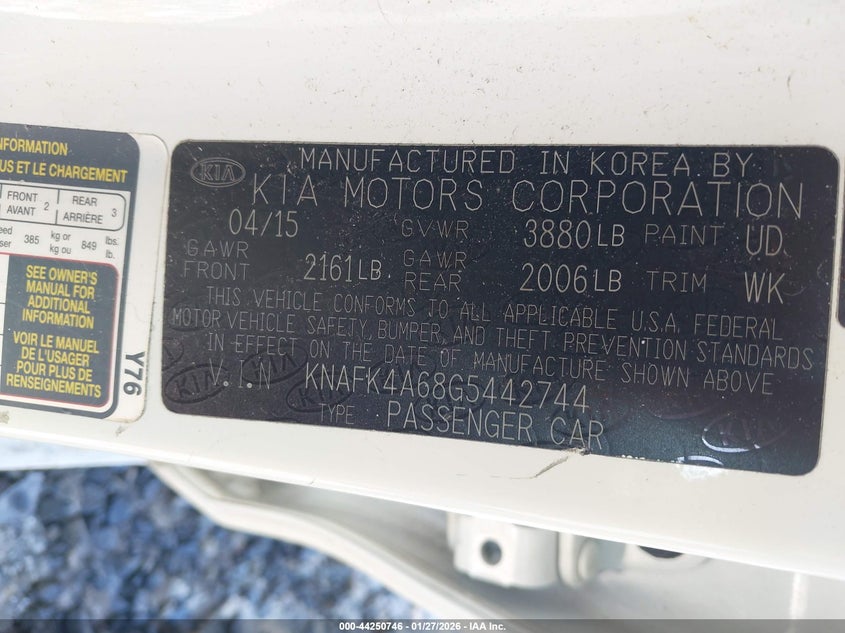 NFORMATION
US ET LE CHARGEMENT
FRONT AVANT 2 REAR ARRIÈRE 3
385 kg or kg ou 849 lbs. lb.
SEE OWNER'S
MANUAL FOR
ADDITIONAL
INFORMATION
VOIR LE MANUEL
DE L'USAGER
POUR PLUS DE
RENSEIGNEMENTS
Y76
KIA
MANUFACTURED IN KOREA BY
KIA MOTORS CORPORATION
04/15 GVWR 3880LB PAINT UD
GAWR FRONT 2161LB GAWR REAR 2006LB TRIM WK
THIS VEHICLE CONFORMS TO ALL APPLICABLE U.S.A. FEDERAL
MOTOR VEHICLE SAFETY, BUMPER, AND THEFT PREVENTION STANDARDS
IN EFFECT ON THE DATE OF MANUFACTURE SHOWN ABOVE
V.I.N KNAFK4A68G5442744
TYPE PASSENGER CAR
000-44250746 - 01/27/2026 - IAA Inc.